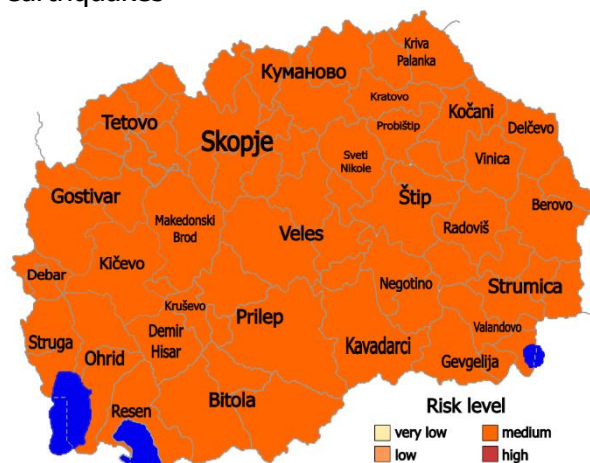 earthquakes
Kriva
Palanka
Куманово
Kratovo
Tetovo
Kočani
Skopje
Probištip
Delčevo
Sveti
Nikole
Vinica
Gostivar
Štip
Berovo
Makedonski
Brod
Veles
Radoviš
Debar
Kičevo
Negotino
Strumica
Kruševo
Prilep
Struga
Demir
Hisar
Valandovo
Ohrid
Kavadarci
Gevgelija
Resen
Bitola
Risk level
very low
medium
low
high